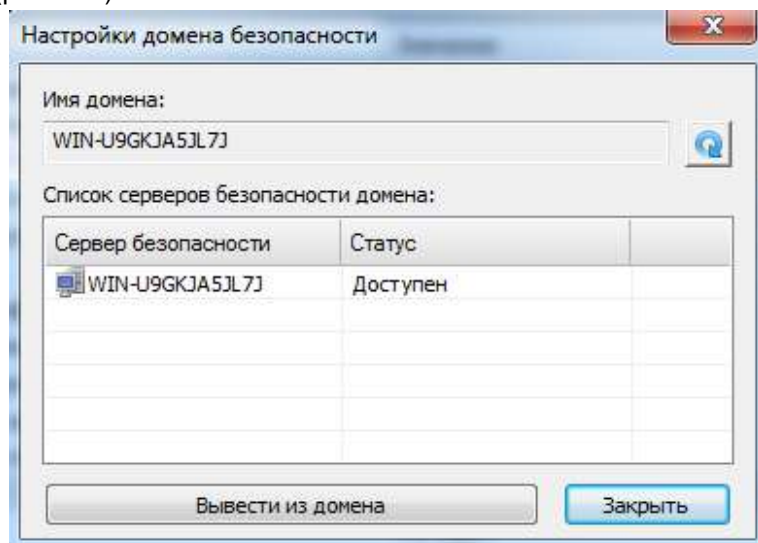 Настройки домена безопасности
Имя домена:
WIN-U9GKJA5JL7J
Список серверов безопасности домена:
Сервер безопасности Статус
WIN-U9GKJA5JL7J Доступен
Вывести из домена Закрыть